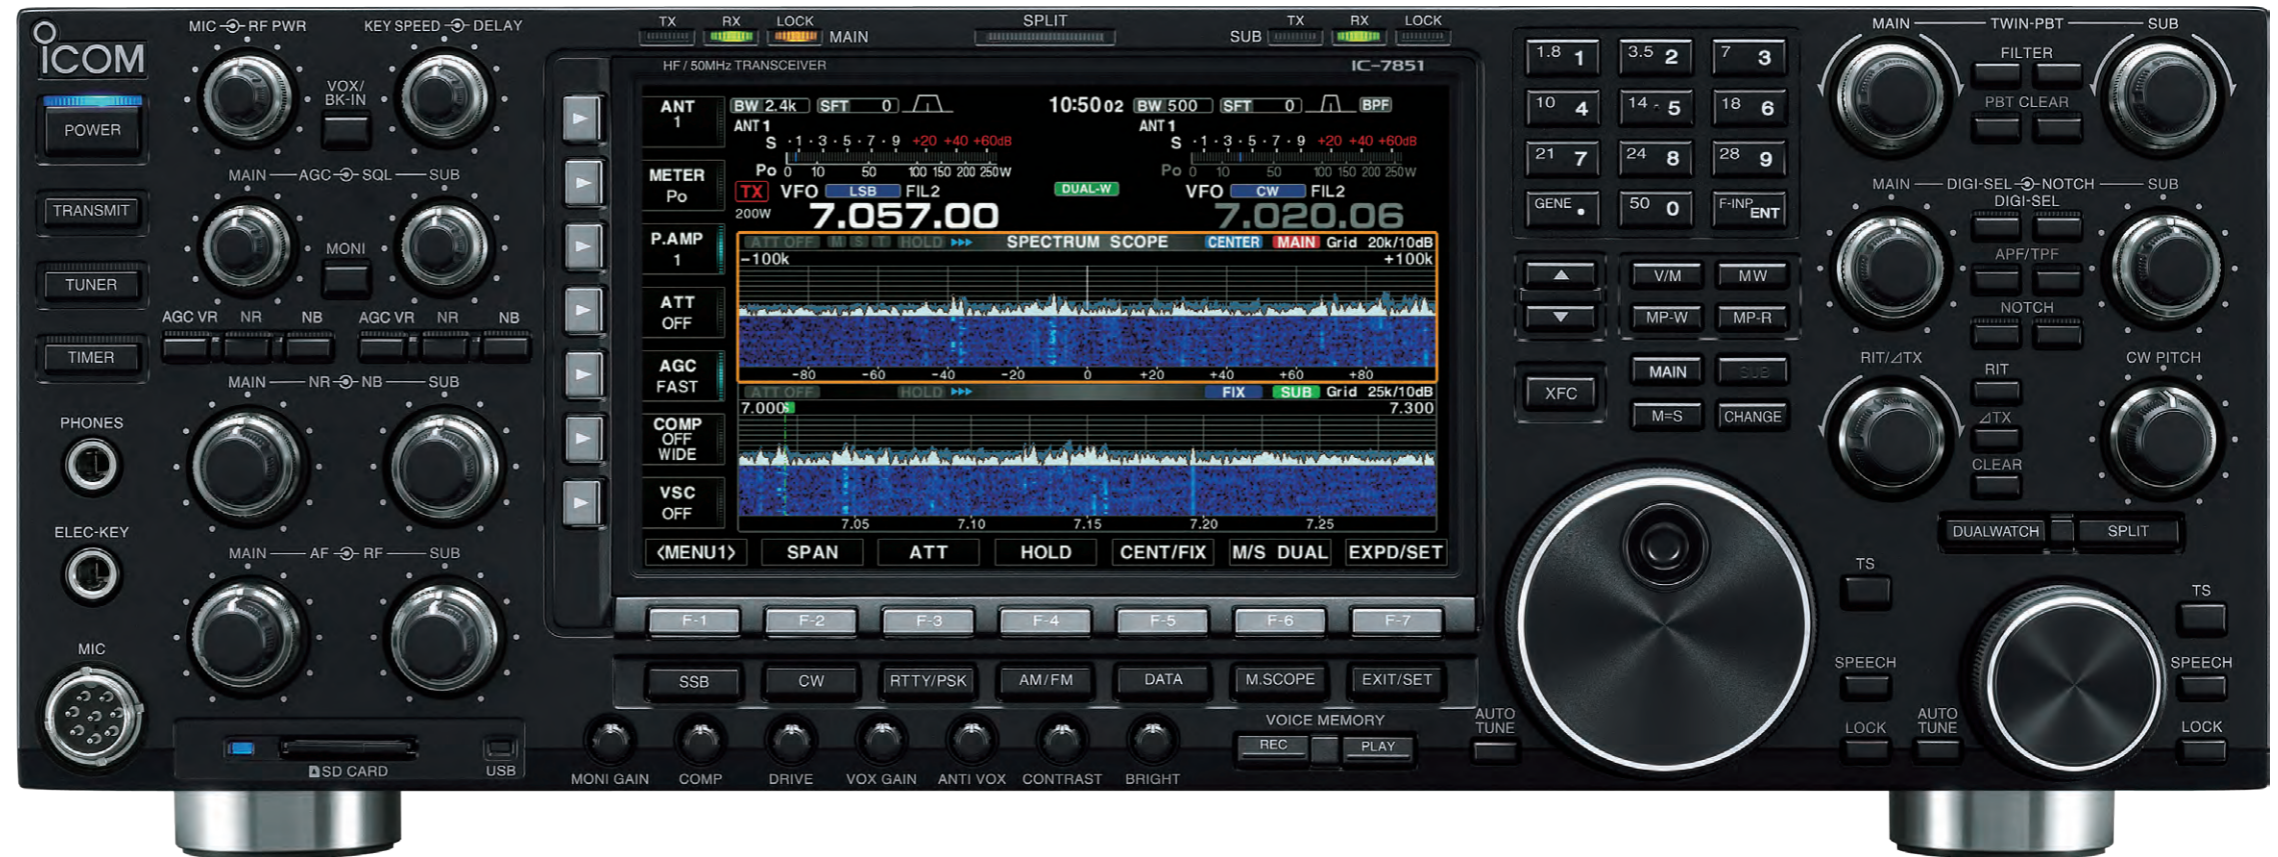 ICOM
MIC RF PWR
KEY SPEED DELAY
VOX/
BK-IN
POWER
MAIN AGC SQL SUB
TRANSMIT
MONI
TUNER
AGC VR NR NB
AGC VR NR NB
TIMER
MAIN NR NB SUB
PHONES
ELEC-KEY
MAIN AF RF SUB
MIC
SD CARD
USB
TX RX LOCK
MAIN
SPLIT
TX RX LOCK
SUB
HF / 50MHz TRANSCEIVER
IC-7851
ANT
1
METER
Po
P.AMP
1
ATT
OFF
AGC
FAST
COMP
OFF
WIDE
VSC
OFF
BW 2.4k SFT 0
10:50 02
BW 500 SFT 0 BPF
ANT 1
S 1 3 5 7 9 +20 +40 +60dB
Po 0 10 50 100 150 200 250W
ANT 1
S 1 3 5 7 9 +20 +40 +60dB
Po 0 10 50 100 150 200 250W
TX VFO LSB FIL2
DUAL-W
VFO CW FIL2
200W
7.057.00
7.020.06
ATT OFF M S T HOLD SPECTRUM SCOPE CENTER MAIN Grid 20k/10dB
-100k +100k
-80 -60 -40 -20 0 +20 +40 +60 +80
ATT OFF HOLD FIX SUB Grid 25k/10dB
7.000 S 7.300
7.05 7.10 7.15 7.20 7.25
<MENU1> SPAN ATT HOLD CENT/FIX M/S DUAL EXPD/SET
F-1 F-2 F-3 F-4 F-5 F-6 F-7
SSB CW RTTY/PSK AM/FM DATA M.SCOPE EXIT/SET
MONI GAIN COMP DRIVE VOX GAIN ANTI VOX CONTRAST BRIGHT
VOICE MEMORY
REC PLAY
1.8 1 3.5 2 7 3
10 4 14 5 18 6
21 7 24 8 28 9
GENE . 50 0 F-INP ENT
V/M MW
MP-W MP-R
MAIN SUB
XFC
M=S CHANGE
MAIN TWIN-PBT SUB
FILTER
PBT CLEAR
MAIN DIGI-SEL NOTCH SUB
DIGI-SEL
APF/TPF
NOTCH
RIT/⊿TX
CW PITCH
RIT
⊿TX
CLEAR
DUALWATCH SPLIT
TS
TS
SPEECH
SPEECH
AUTO
TUNE
LOCK
AUTO
TUNE
LOCK